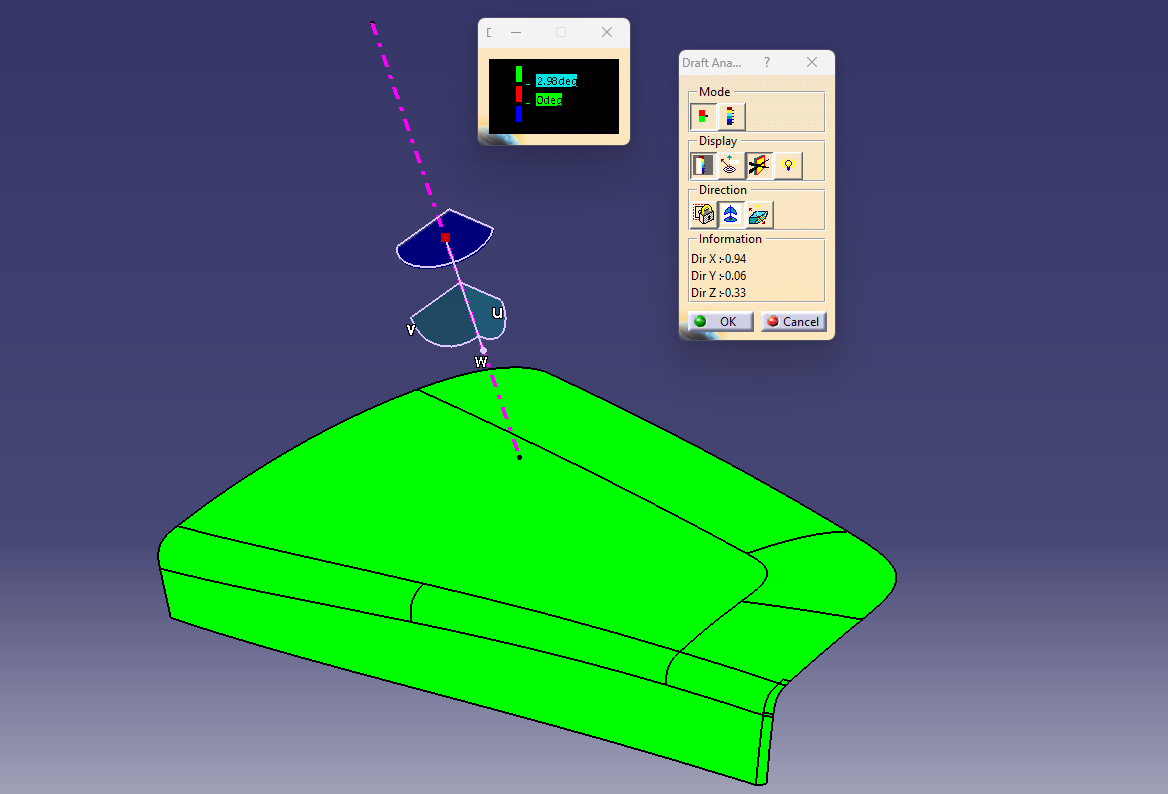 D
2.98deg
0deg
Draft Ana... ?
Mode
Display
Direction
Information
Dir X :-0.94
Dir Y :-0.06
Dir Z :-0.33
OK Cancel
u
v
w